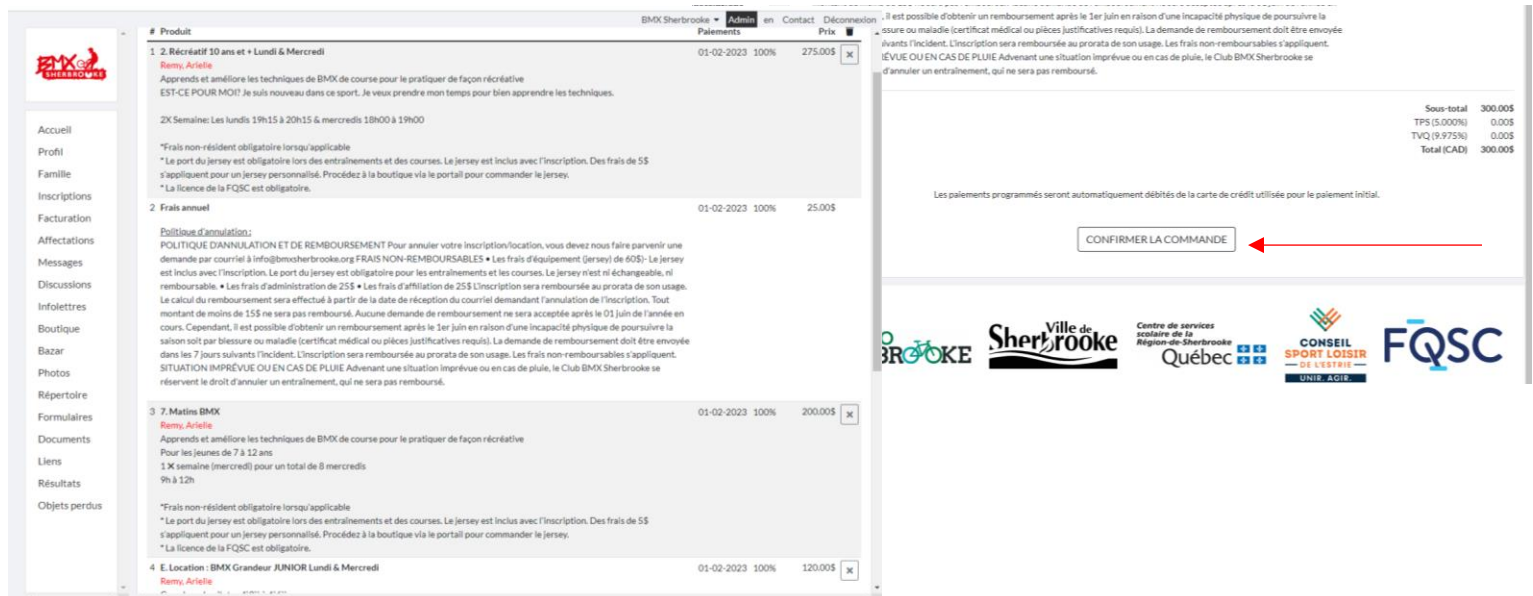 BMX Sherbrooke Admin en Contact Déconnexion
BMX
SHERBROOKE
Accueil
Profil
Famille
Inscriptions
Facturation
Affectations
Messages
Discussions
Infolettres
Boutique
Bazar
Photos
Répertoire
Formulaires
Documents
Liens
Résultats
Objets perdus
# Produit Paiements Prix
1 2. Récréatif 10 ans et + Lundi & Mercredi 01-02-2023 100% 275.00$
Remy, Arielle
Apprends et améliore les techniques de BMX de course pour le pratiquer de façon récréative
EST-CE POUR MOI? Je suis nouveau dans ce sport. Je veux prendre mon temps pour bien apprendre les techniques.
2X Semaine: Les lundis 19h15 à 20h15 & mercredis 18h00 à 19h00
*Frais non-résident obligatoire lorsqu'applicable
* Le port du jersey est obligatoire lors des entraînements et des courses. Le jersey est inclus avec l'inscription. Des frais de 5$
s'appliquent pour un jersey personnalisé. Procédez à la boutique via le portail pour commander le jersey.
* La licence de la FQSC est obligatoire.
2 Frais annuel 01-02-2023 100% 25.00$
Politique d'annulation :
POLITIQUE D'ANNULATION ET DE REMBOURSEMENT Pour annuler votre inscription/location, vous devez nous faire parvenir une
demande par courriel à info@bmxsherbrooke.org FRAIS NON-REMBOURSABLES • Les frais d'équipement (jersey) de 60$)- Le jersey
est inclus avec l'inscription. Le port du jersey est obligatoire pour les entrainements et les courses. Le jersey n'est ni échangeable, ni
remboursable. • Les frais d'administration de 25$ • Les frais d'affiliation de 25$ L'inscription sera remboursée au prorata de son usage.
Le calcul du remboursement sera effectué à partir de la date de réception du courriel demandant l'annulation de l'inscription. Tout
montant de moins de 15$ ne sera pas remboursé. Aucune demande de remboursement ne sera acceptée après le 01 juin de l'année en
cours. Cependant, il est possible d'obtenir un remboursement après le 1er juin en raison d'une incapacité physique de poursuivre la
saison soit par blessure ou maladie (certificat médical ou pièces justificatives requis). La demande de remboursement doit être envoyée
dans les 7 jours suivants l'incident. L'inscription sera remboursée au prorata de son usage. Les frais non-remboursables s'appliquent.
SITUATION IMPRÉVUE OU EN CAS DE PLUIE Advenant une situation imprévue ou en cas de pluie, le Club BMX Sherbrooke se
réservent le droit d'annuler un entraînement, qui ne sera pas remboursé.
3 7. Matins BMX 01-02-2023 100% 200.00$
Remy, Arielle
Apprends et améliore les techniques de BMX de course pour le pratiquer de façon récréative
Pour les jeunes de 7 à 12 ans
1 X semaine (mercredi) pour un total de 8 mercredis
9h à 12h
*Frais non-résident obligatoire lorsqu'applicable
* Le port du jersey est obligatoire lors des entraînements et des courses. Le jersey est inclus avec l'inscription. Des frais de 5$
s'appliquent pour un jersey personnalisé. Procédez à la boutique via le portail pour commander le jersey.
* La licence de la FQSC est obligatoire.
4 E. Location : BMX Grandeur JUNIOR Lundi & Mercredi 01-02-2023 100% 120.00$
Remy, Arielle
, il est possible d'obtenir un remboursement après le 1er juin en raison d'une incapacité physique de poursuivre la
ssure ou maladie (certificat médical ou pièces justificatives requis). La demande de remboursement doit être envoyée
ivants l'incident. L'inscription sera remboursée au prorata de son usage. Les frais non-remboursables s'appliquent.
ÉVUE OU EN CAS DE PLUIE Advenant une situation imprévue ou en cas de pluie, le Club BMX Sherbrooke se
d'annuler un entraînement, qui ne sera pas remboursé.
Sous-total 300.00$
TPS (5.000%) 0.00$
TVQ (9.975%) 0.00$
Total (CAD) 300.00$
Les paiements programmés seront automatiquement débités de la carte de crédit utilisée pour le paiement initial.
CONFIRMER LA COMMANDE
BROOKE
Ville de
Sherbrooke
Centre de services
scolaire de la
Région-de-Sherbrooke
Québec
CONSEIL
SPORT LOISIR
DE L'ESTRIE
UNIR. AGIR.
FQSC